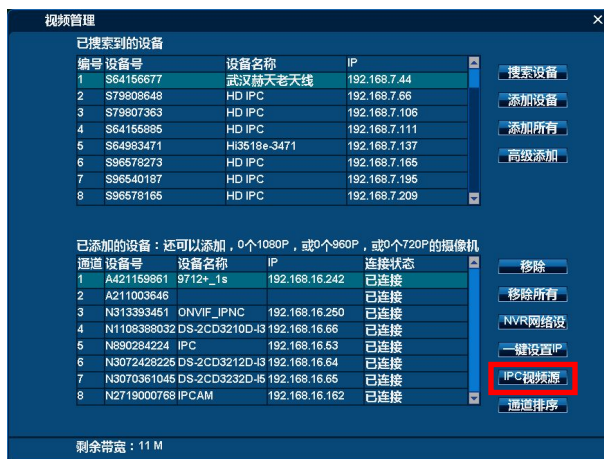 视频管理
已搜索到的设备
编号 设备号 设备名称 IP
1 S64156677 武汉赫天老天线 192.168.7.44
2 S79808648 HD IPC 192.168.7.66
3 S79807363 HD IPC 192.168.7.106
4 S64155885 HD IPC 192.168.7.111
5 S64983471 Hi3518e-3471 192.168.7.137
6 S96578273 HD IPC 192.168.7.165
7 S96540187 HD IPC 192.168.7.195
8 S96578165 HD IPC 192.168.7.209
搜索设备
添加设备
添加所有
高级添加
已添加的设备：还可以添加，0个1080P，或0个960P，或0个720P的摄像机
通道 设备号 设备名称 IP 连接状态
1 A421159861 9712+_1s 192.168.16.242 已连接
2 A211003646 已连接
3 N313393451 ONVIF_IPNC 192.168.16.250 已连接
4 N1108388032 DS-2CD3210D-I3 192.168.16.66 已连接
5 N890284224 IPC 192.168.16.53 已连接
6 N3072428225 DS-2CD3212D-I3 192.168.16.64 已连接
7 N3070361045 DS-2CD3232D-I5 192.168.16.65 已连接
8 N2719000768 IPCAM 192.168.16.162 已连接
移除
移除所有
NVR网络设
一键设置IP
IPC视频源
通道排序
剩余带宽：11 M